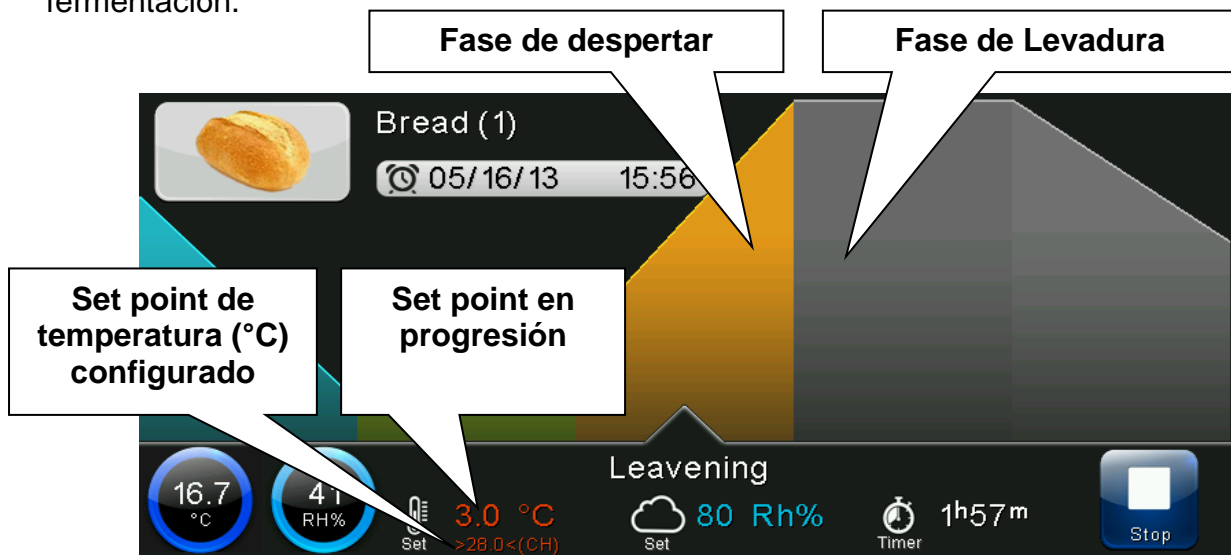 fermentación.
Fase de despertar
Fase de Levadura
Bread (1)
05/16/13 15:56
Set point de
temperatura (°C)
configurado
Set point en
progresión
Leavening
16.7
°C
41
RH%
Set
3.0 °C
>28.0<(CH)
80 Rh%
Set
1h57m
Timer
Stop